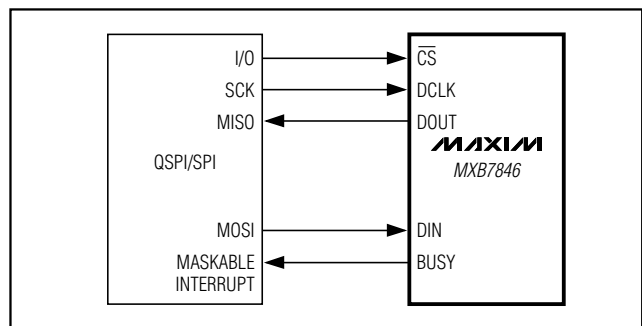 I/O
CS
SCK
DCLK
MISO
DOUT
MAXIM
MXB7846
QSPI/SPI
MOSI
DIN
MASKABLE
INTERRUPT
BUSY